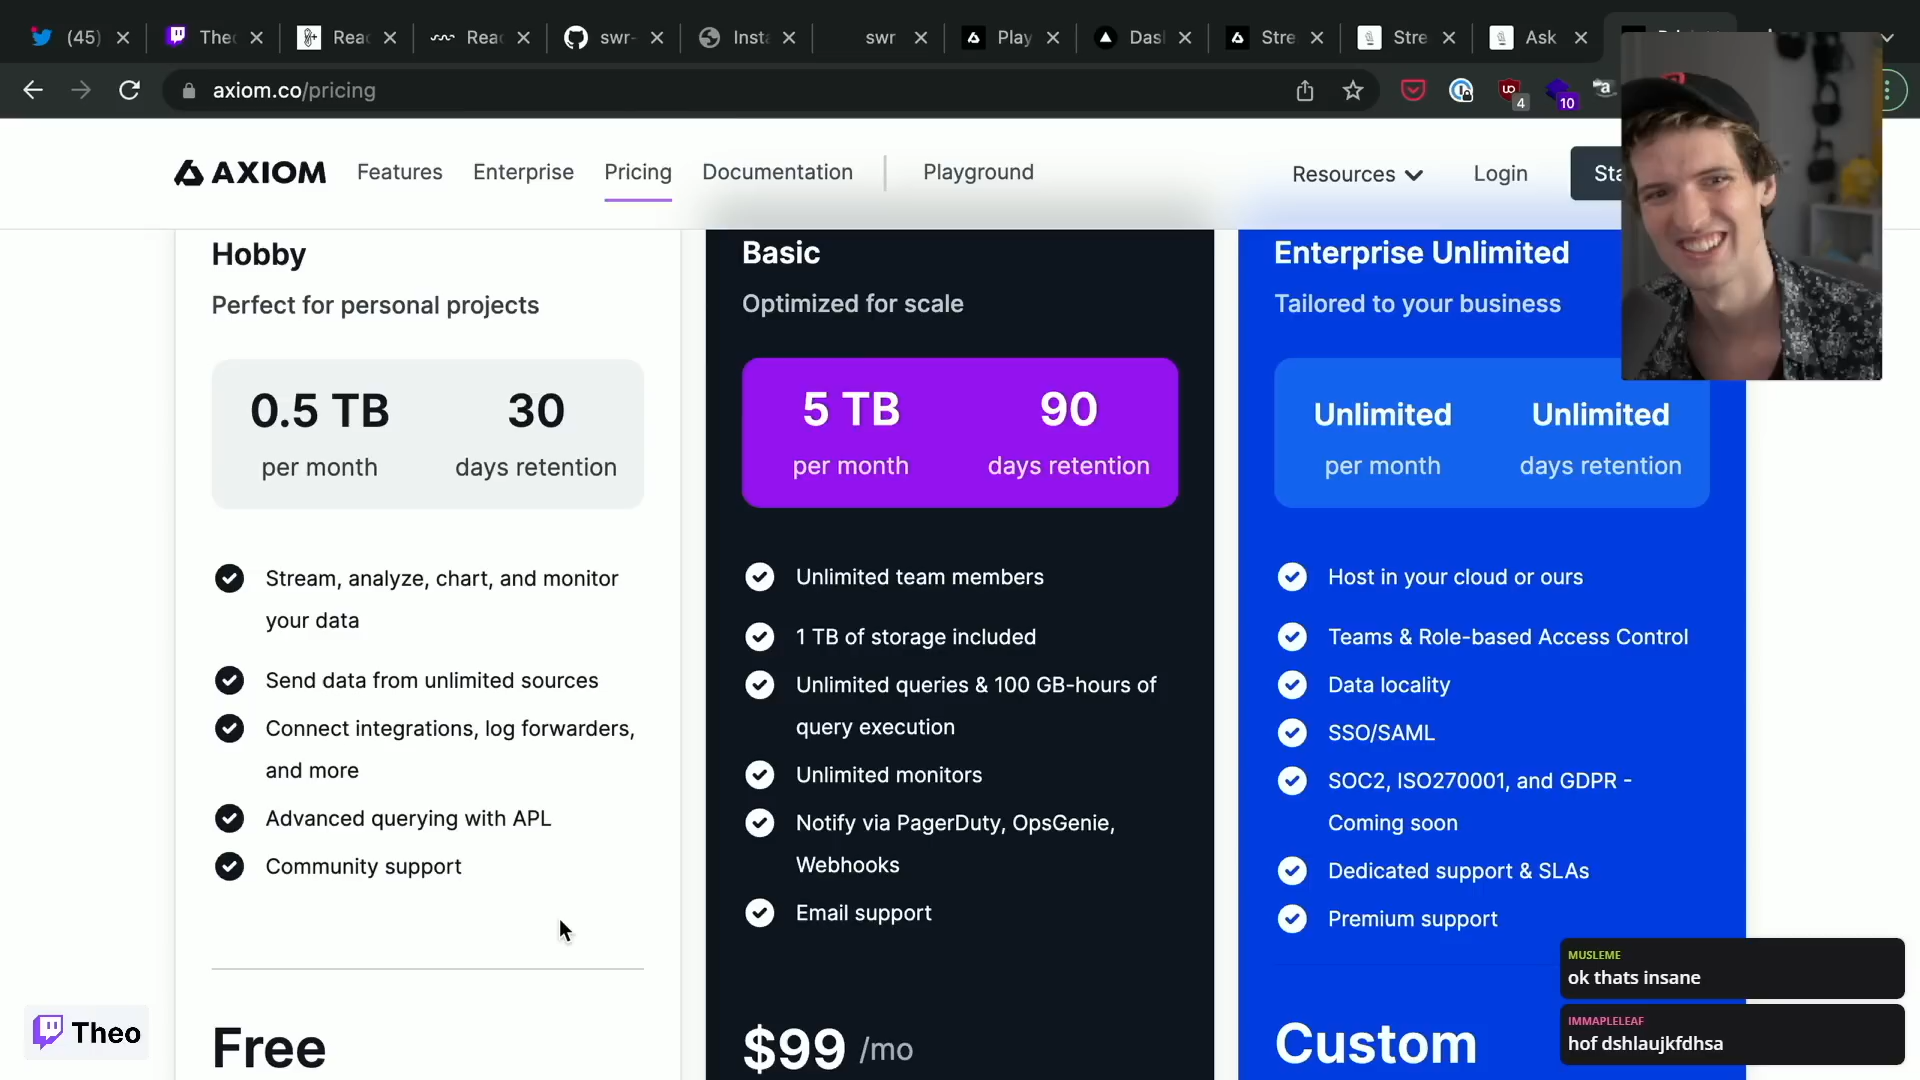 (45)
Theo
Reac
Reac
swr-
Insta
swr
Play
Dasl
Stre
Stre
Ask
axiom.co/pricing
4
10
AXIOM
Features
Enterprise
Pricing
Documentation
Playground
Resources
Login
Sta
Hobby
Perfect for personal projects
0.5 TB
30
per month
days retention
Stream, analyze, chart, and monitor
your data
Send data from unlimited sources
Connect integrations, log forwarders,
and more
Advanced querying with APL
Community support
Free
Basic
Optimized for scale
5 TB
90
per month
days retention
Unlimited team members
1 TB of storage included
Unlimited queries & 100 GB-hours of
query execution
Unlimited monitors
Notify via PagerDuty, OpsGenie,
Webhooks
Email support
$99 /mo
Enterprise Unlimited
Tailored to your business
Unlimited
Unlimited
per month
days retention
Host in your cloud or ours
Teams & Role-based Access Control
Data locality
SSO/SAML
SOC2, ISO270001, and GDPR -
Coming soon
Dedicated support & SLAs
Premium support
Custom
MUSLEME
ok thats insane
IMMAPLELEAF
hof dshlaujkfdhsa
Theo